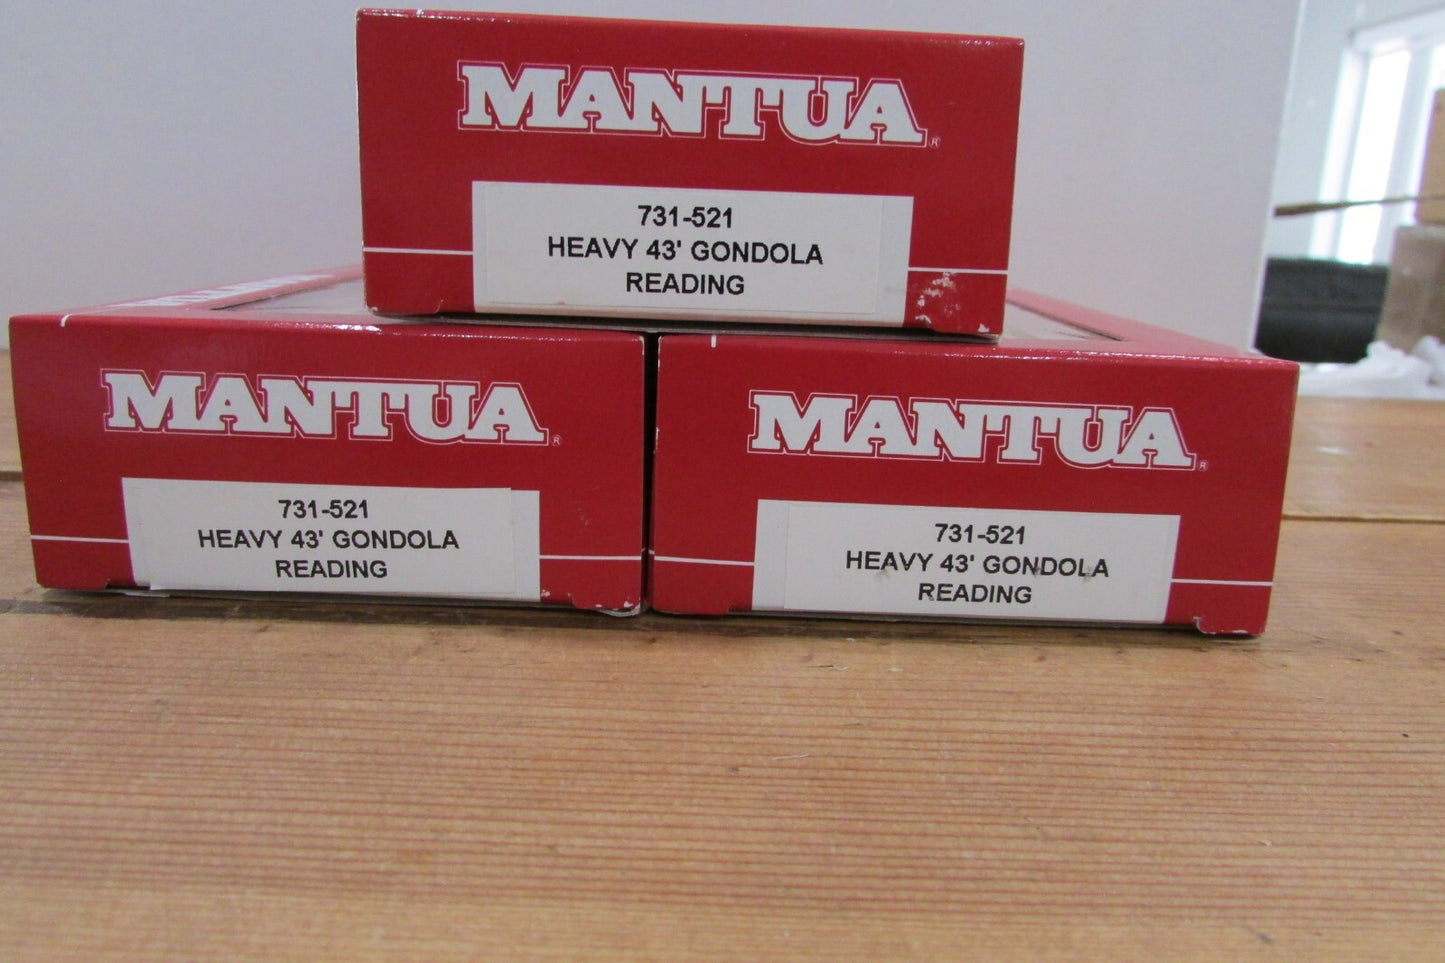 MANTUA®
731-521
HEAVY 43' GONDOLA
READING
MANTUA®
731-521
HEAVY 43' GONDOLA
READING
MANTUA®
731-521
HEAVY 43' GONDOLA
READING